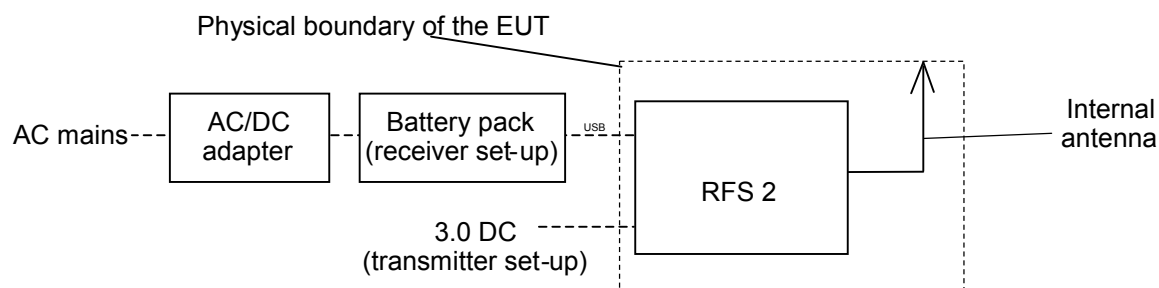 Physical boundary of the EUT
AC mains
AC/DC
adapter
Battery pack
(receiver set-up)
USB
RFS 2
Internal
antenna
3.0 DC
(transmitter set-up)